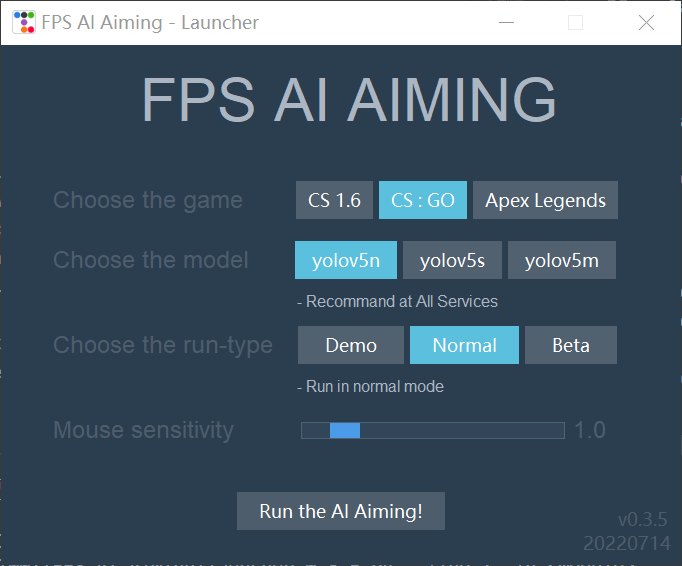 FPS AI Aiming - Launcher
FPS AI AIMING
Choose the game CS 1.6 CS : GO Apex Legends
Choose the model yolov5n yolov5s yolov5m
- Recommand at All Services
Choose the run-type Demo Normal Beta
- Run in normal mode
Mouse sensitivity 1.0
Run the AI Aiming!
v0.3.5
20220714